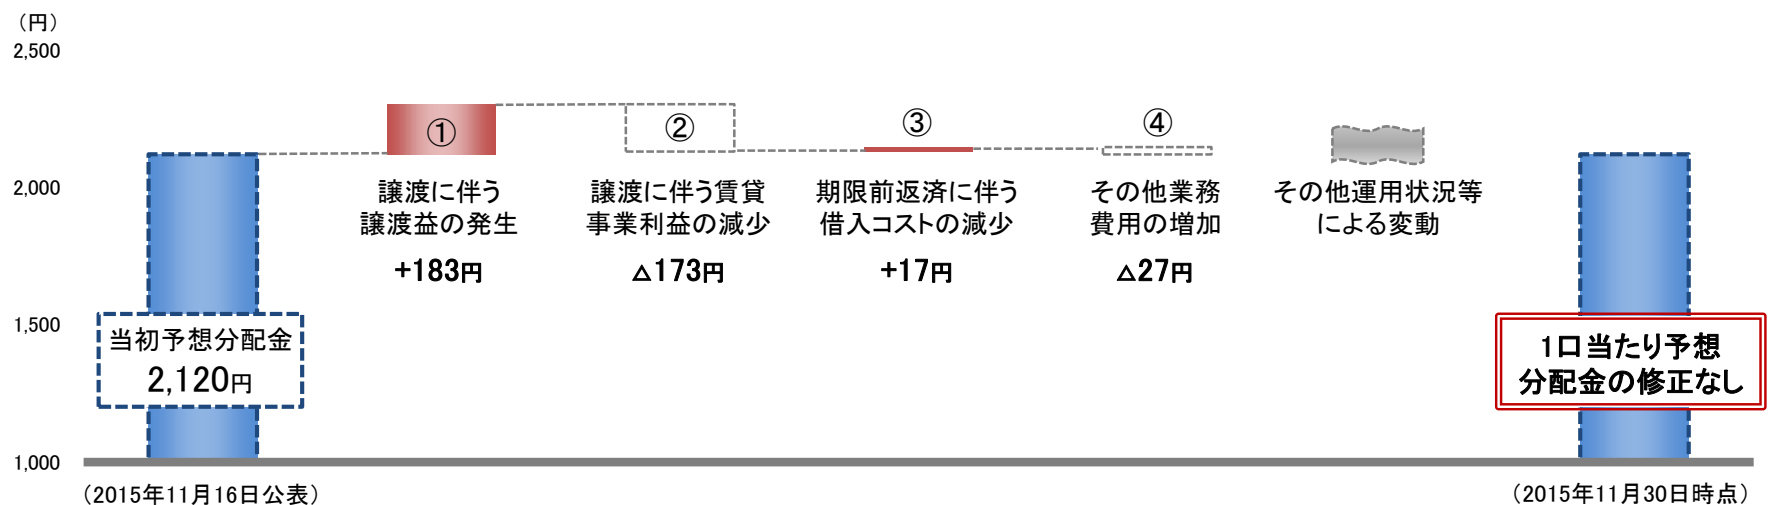 （円）
2,500
2,000
1,500
1,000
当初予想分配金
2,120円
（2015年11月16日公表）
①
譲渡に伴う
譲渡益の発生
+183円
②
譲渡に伴う賃貸
事業利益の減少
△173円
③
期限前返済に伴う
借入コストの減少
+17円
④
その他業務
費用の増加
△27円
その他運用状況等
による変動
1口当たり予想
分配金の修正なし
（2015年11月30日時点）